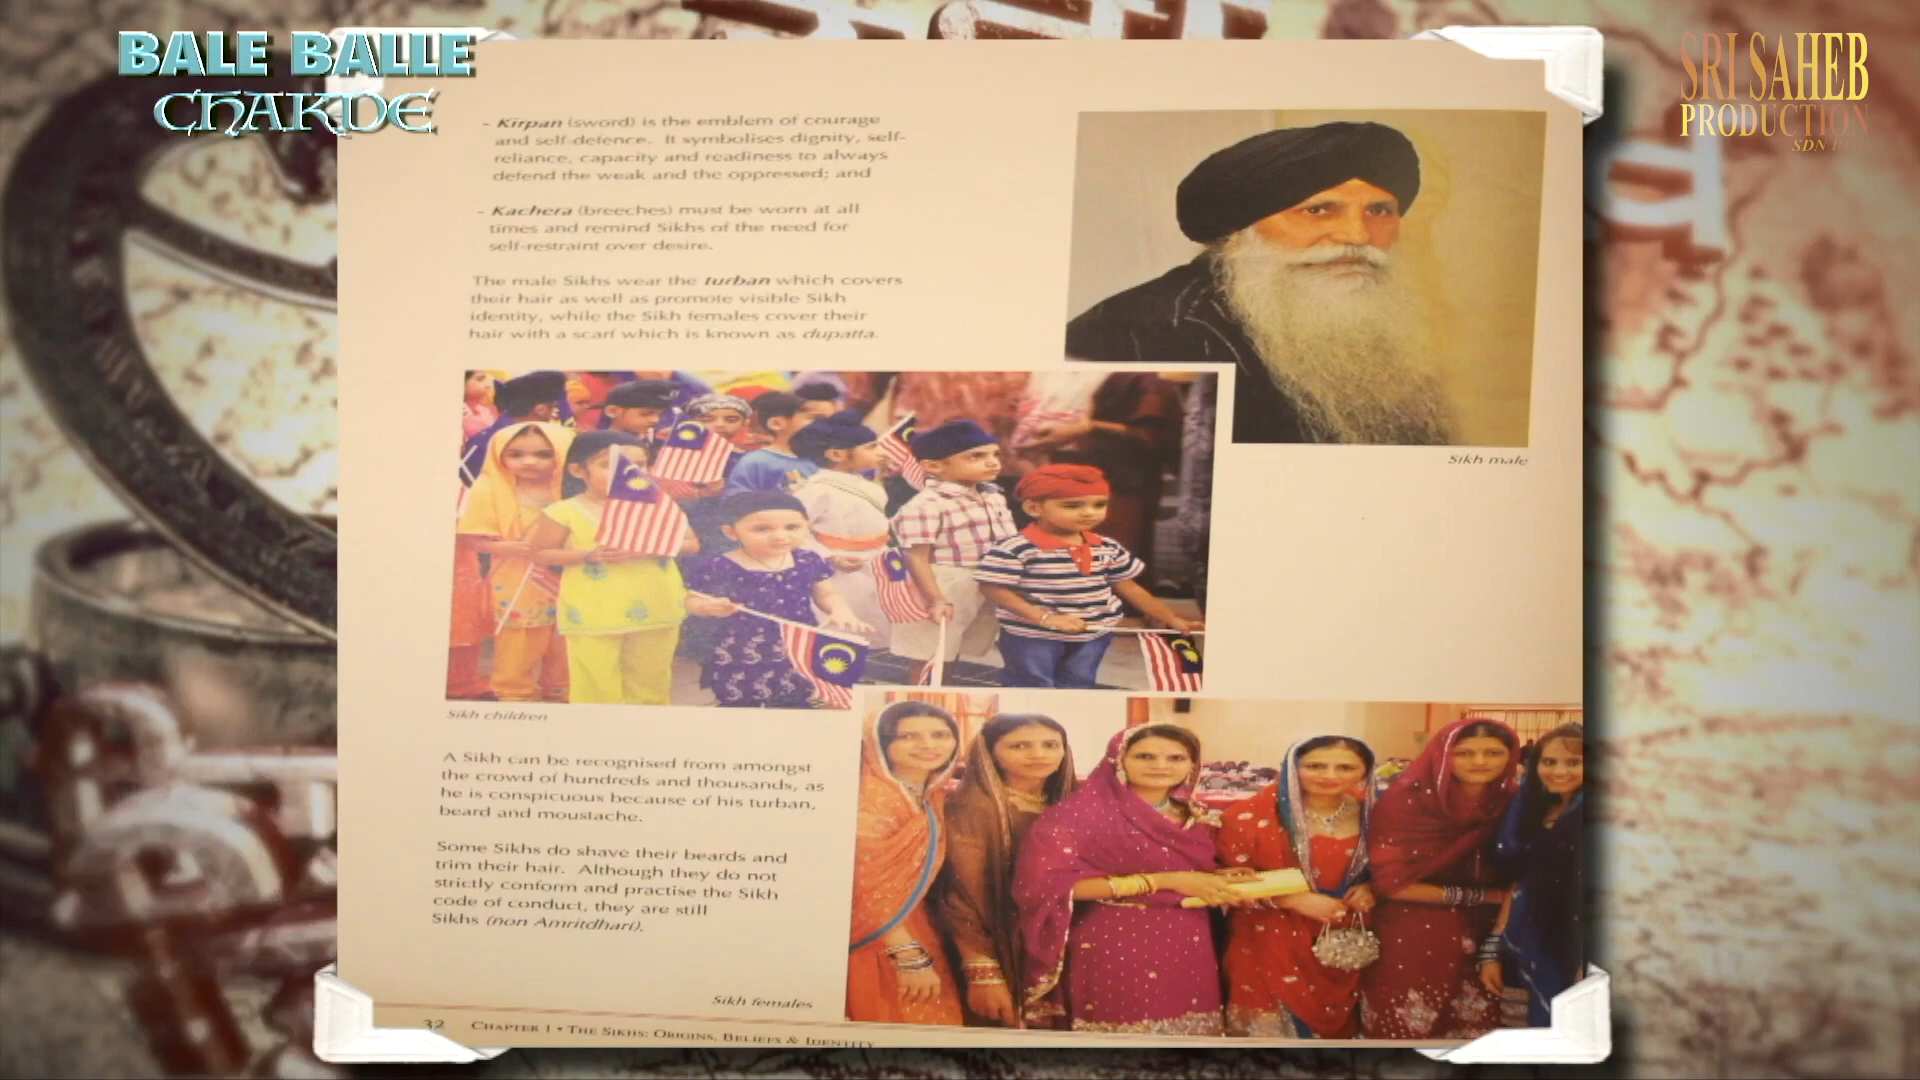 BALE BALLE
CHAKDE
SRI SAHEB
PRODUCTION
SDN
- Kirpan (sword) is the emblem of courage
and self-defence. It symbolises dignity, self-
reliance, capacity and readiness to always
defend the weak and the oppressed; and
- Kachera (breeches) must be worn at all
times and remind Sikhs of the need for
self-restraint over desire.
The male Sikhs wear the turban which covers
their hair as well as promote visible Sikh
identity, while the Sikh females cover their
hair with a scarf which is known as dupatta.
Sikh male
Sikh children
A Sikh can be recognised from amongst
the crowd of hundreds and thousands, as
he is conspicuous because of his turban,
beard and moustache.
Some Sikhs do shave their beards and
trim their hair. Although they do not
strictly conform and practise the Sikh
code of conduct, they are still
Sikhs (non Amritdhari).
Sikh females
32 CHAPTER 1 • THE SIKHS: ORIGINS, BELIEFS & IDENTITY